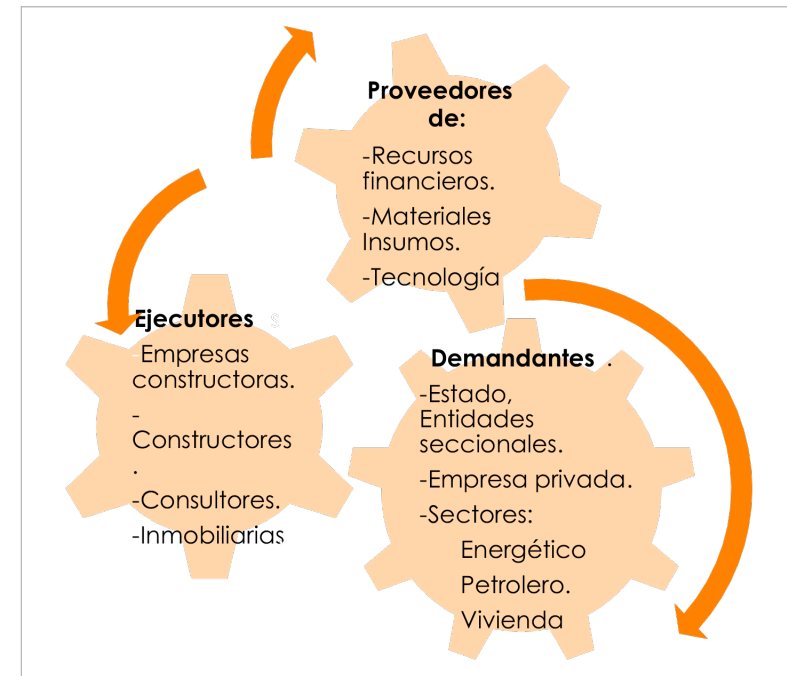 Proveedores
de:
-Recursos
financieros.
-Materiales
Insumos.
-Tecnología
Ejecutores s
-Empresas
constructoras.
-
Constructores
.
-Consultores.
-Inmobiliarias
Demandantes .
-Estado,
Entidades
seccionales.
-Empresa privada.
-Sectores:
Energético
Petrolero.
Vivienda